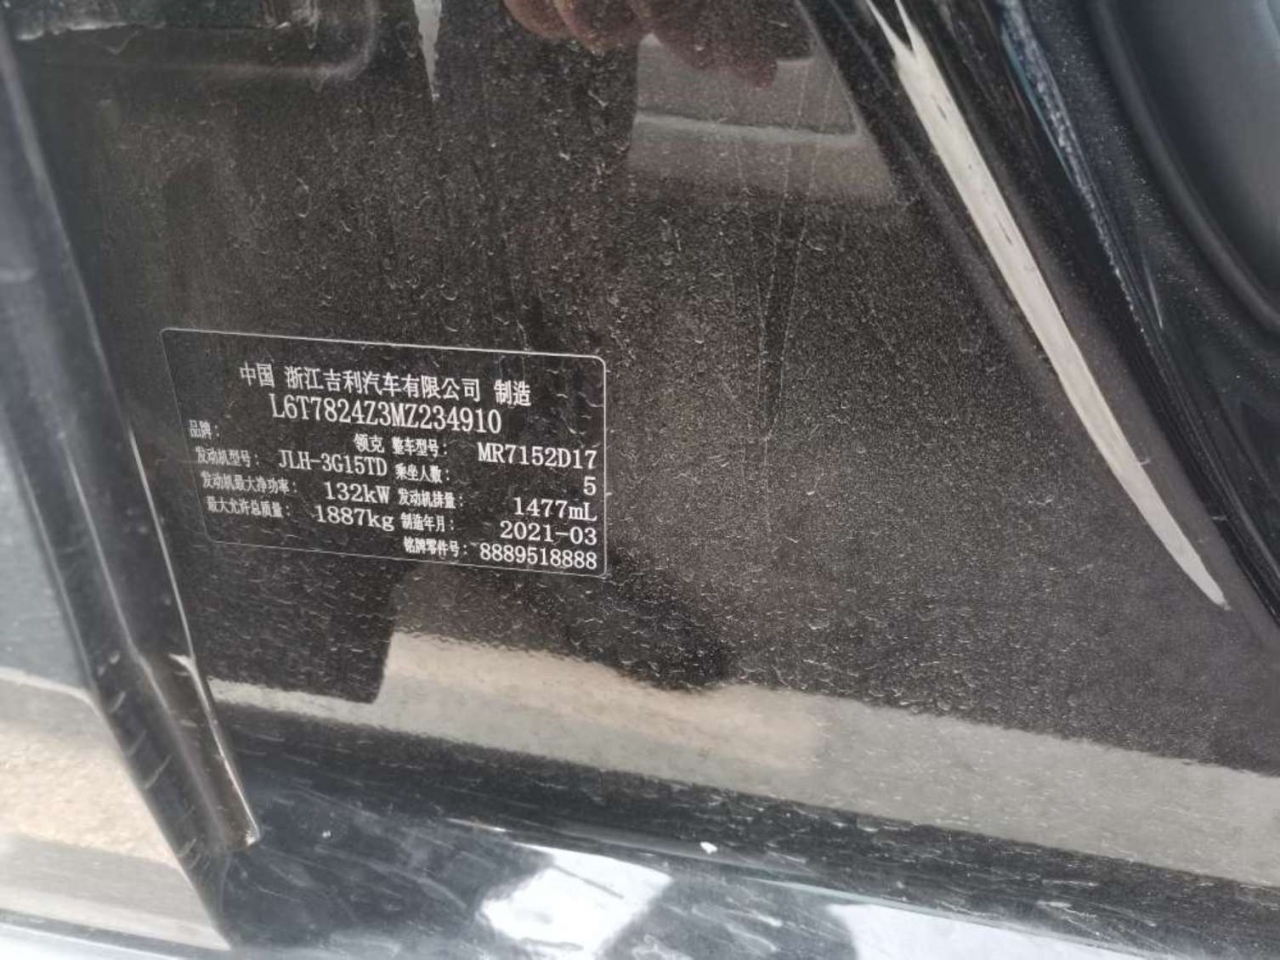 中国 浙江吉利汽车有限公司 制造
L6T7824Z3MZ234910
品牌： 领克 整车型号： MR7152D17
发动机型号： JLH-3G15TD 乘坐人数： 5
发动机最大净功率： 132kW 发动机排量： 1477mL
最大允许总质量： 1887kg 制造年月： 2021-03
铭牌零件号： 8889518888